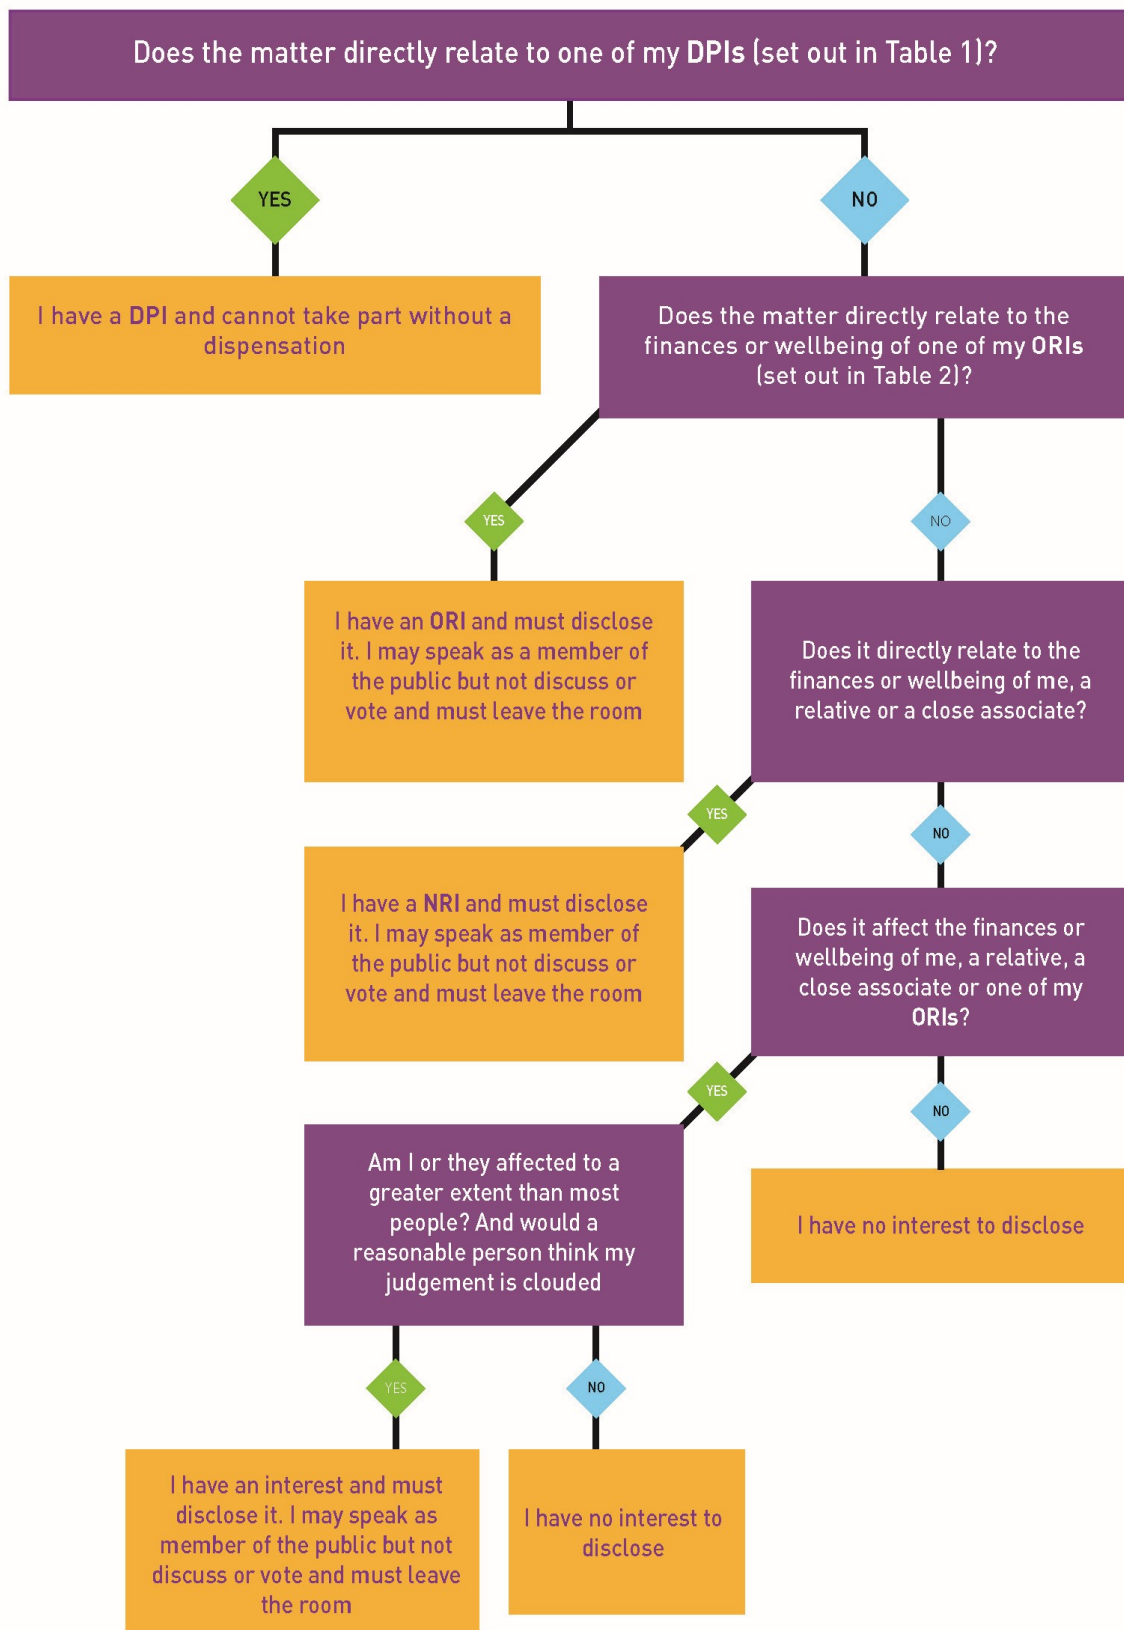 Does the matter directly relate to one of my DPIs (set out in Table 1)?
YES
NO
I have a DPI and cannot take part without a
dispensation
Does the matter directly relate to the
finances or wellbeing of one of my ORIs
(set out in Table 2)?
YES
NO
I have an ORI and must disclose
it. I may speak as a member of
the public but not discuss or
vote and must leave the room
Does it directly relate to the
finances or wellbeing of me, a
relative or a close associate?
YES
NO
I have a NRI and must disclose
it. I may speak as member of
the public but not discuss or
vote and must leave the room
Does it affect the finances or
wellbeing of me, a relative, a
close associate or one of my
ORIs?
YES
NO
Am I or they affected to a
greater extent than most
people? And would a
reasonable person think my
judgement is clouded
I have no interest to disclose
YES
NO
I have an interest and must
disclose it. I may speak as
member of the public but not
discuss or vote and must leave
the room
I have no interest to
disclose